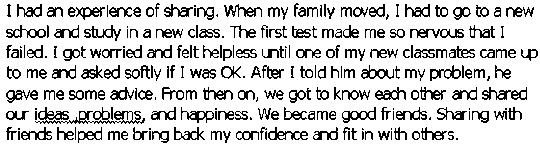 I had an experience of sharing. When my family moved, I had to go to a new
school and study in a new class. The first test made me so nervous that I
failed. I got worried and felt helpless until one of my new classmates came up
to me and asked softly if I was OK. After I told him about my problem, he
gave me some advice. From then on, we got to know each other and shared
our ideas ,problems, and happiness. We became good friends. Sharing with
friends helped me bring back my confidence and fit in with others.